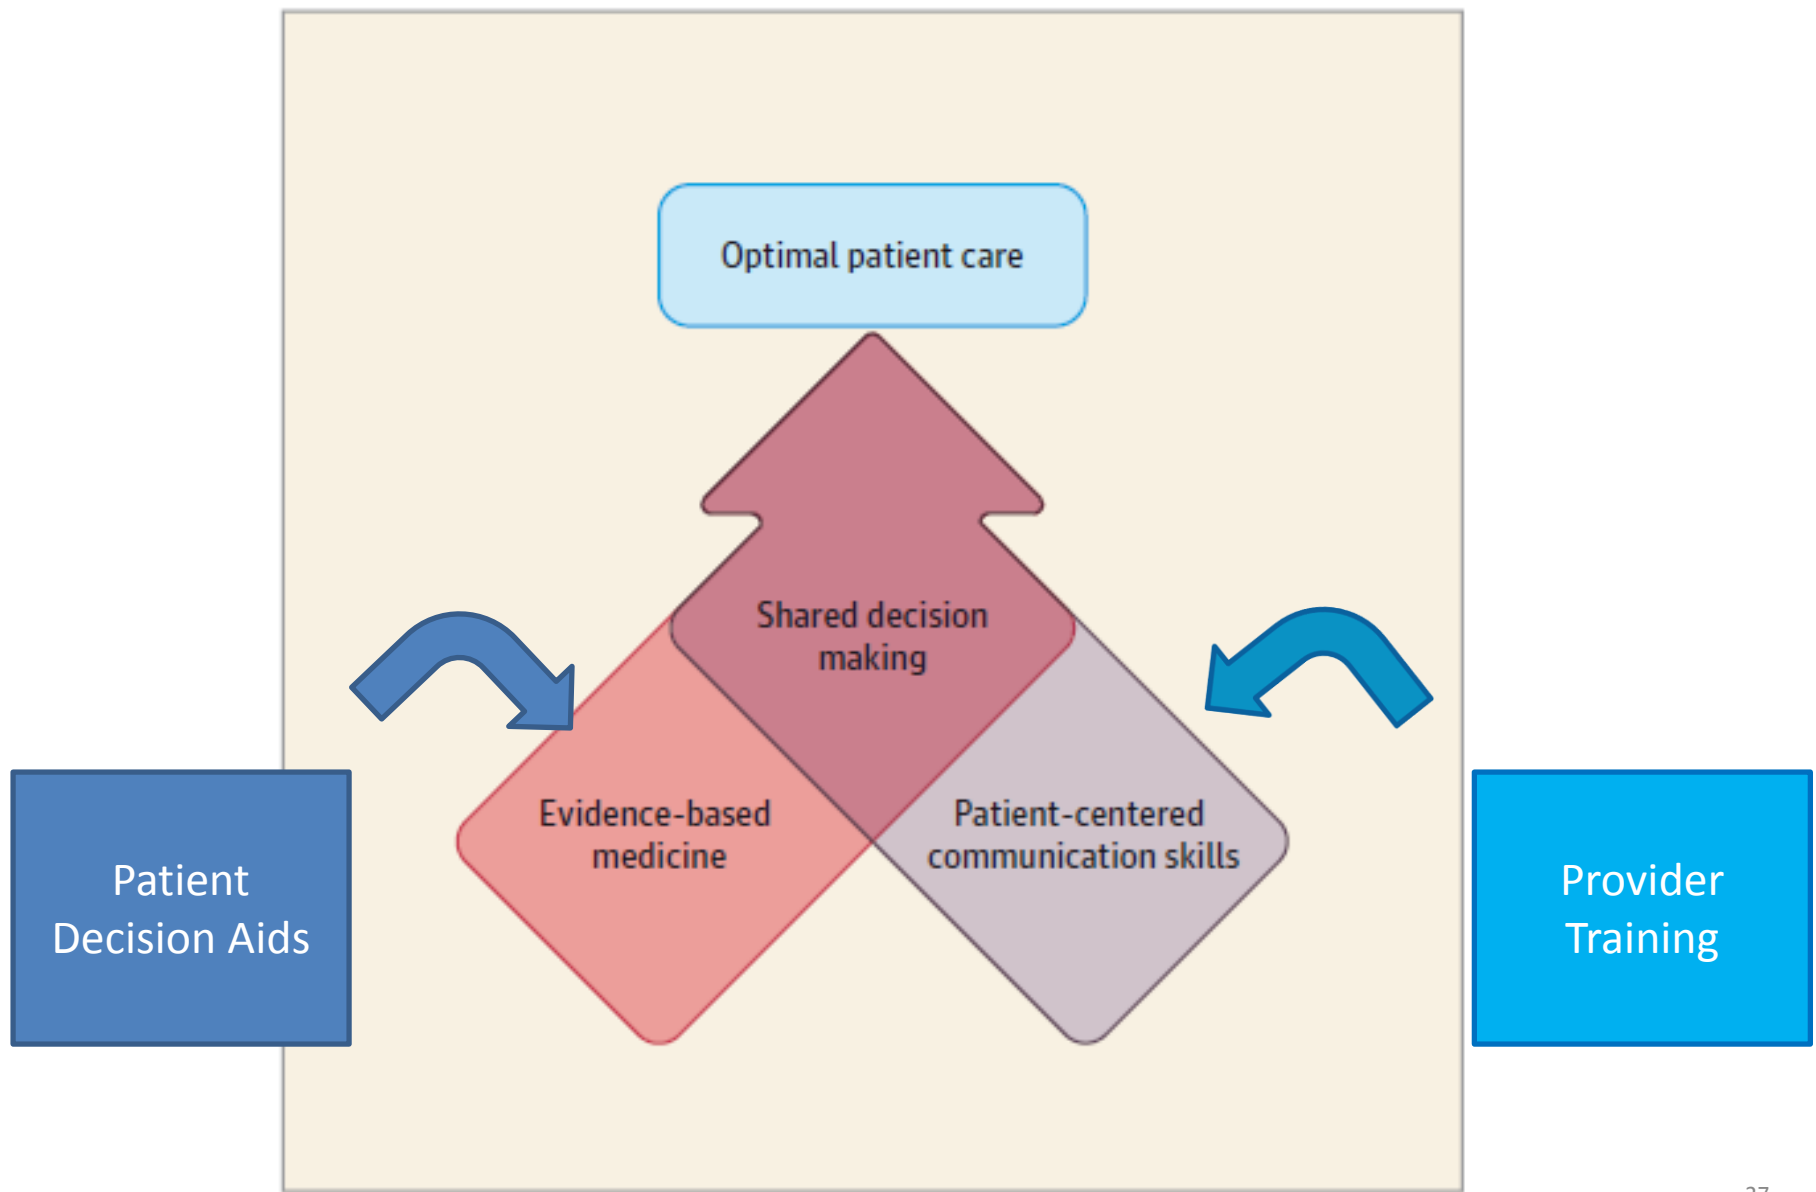 Optimal patient care
Shared decision
making
Evidence-based
medicine
Patient-centered
communication skills
Patient
Decision Aids
Provider
Training